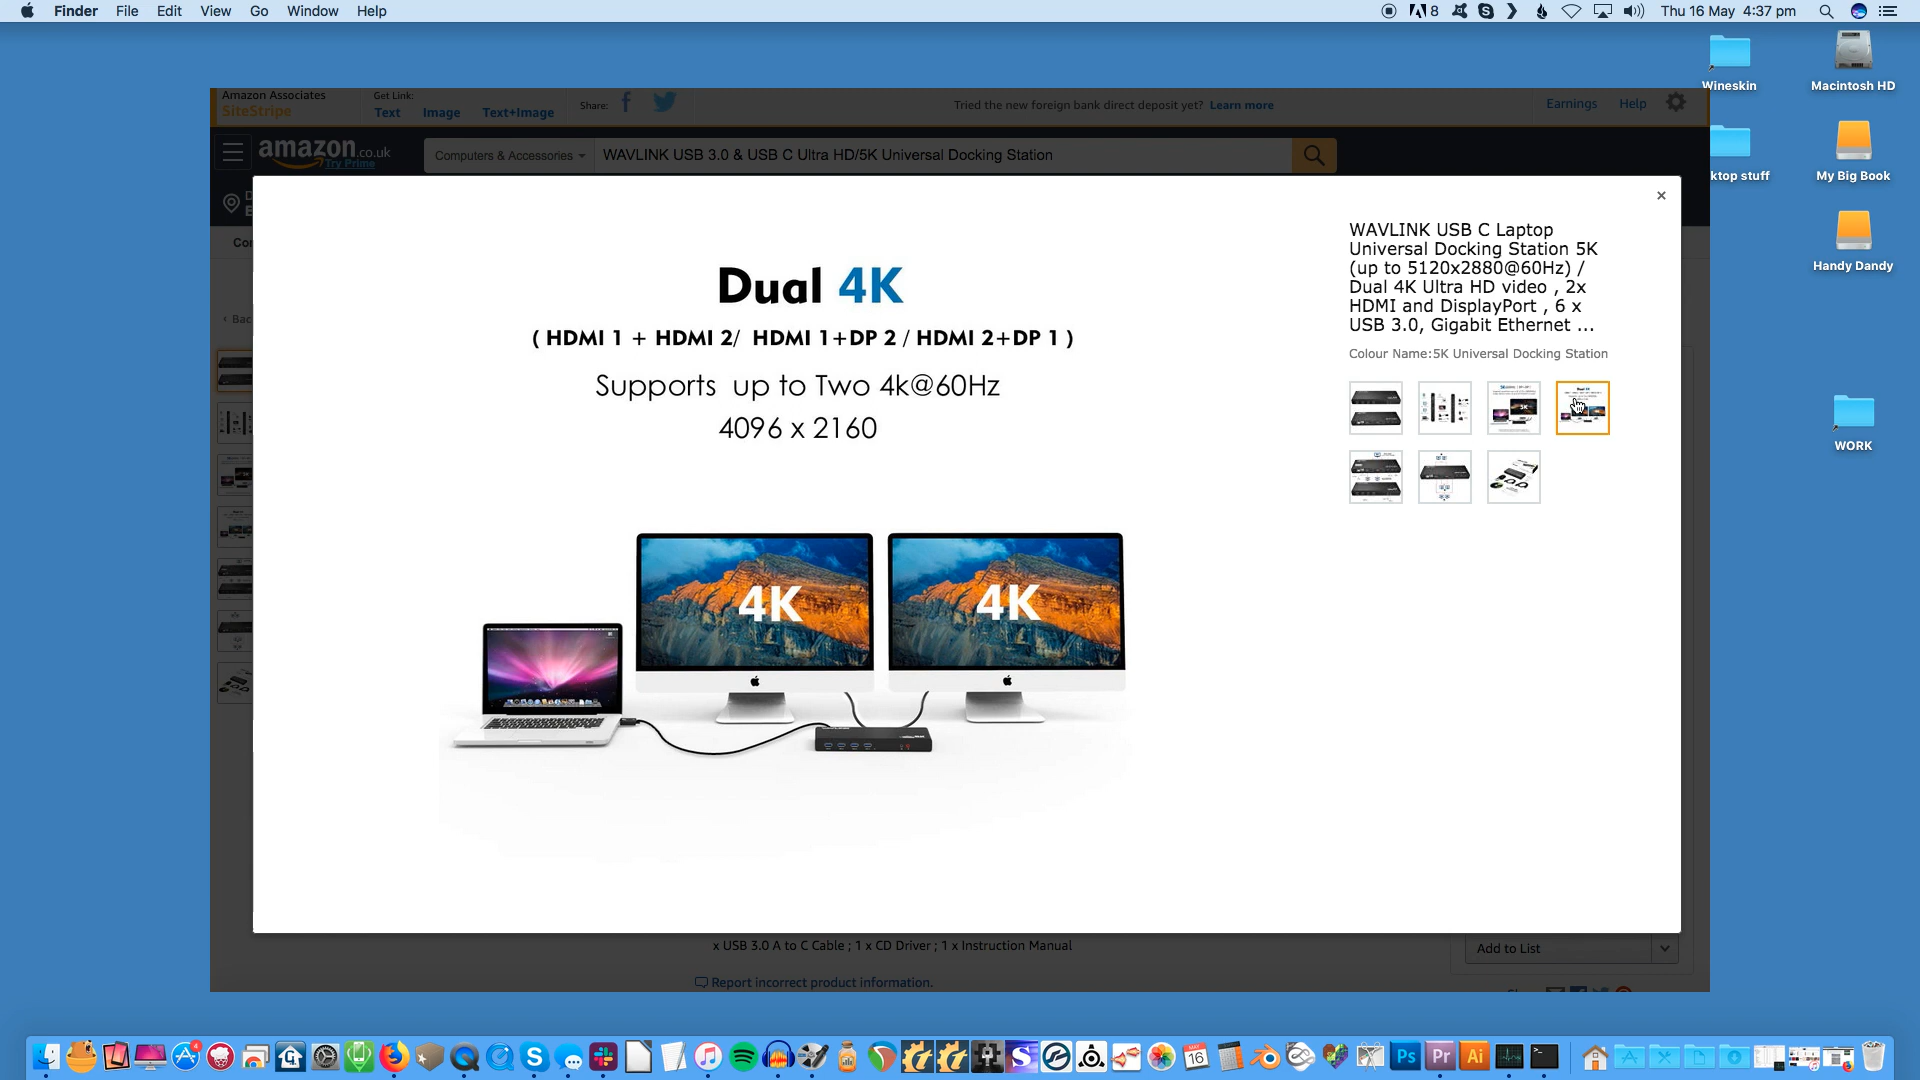 Finder File Edit View Go Window Help
8
Thu 16 May 4:37 pm
Wineskin
Macintosh HD
ktop stuff
My Big Book
Handy Dandy
WORK
Amazon Associates
SiteStripe
Get Link:
Text Image Text+Image
Share:
Tried the new foreign bank direct deposit yet? Learn more
Earnings Help
amazon.co.uk
Try Prime
Computers & Accessories
WAVLINK USB 3.0 & USB C Ultra HD/5K Universal Docking Station
Dual 4K
( HDMI 1 + HDMI 2/ HDMI 1+DP 2 / HDMI 2+DP 1 )
Supports up to Two 4k@60Hz
4096 x 2160
4K
4K
WAVLINK USB C Laptop
Universal Docking Station 5K
(up to 5120x2880@60Hz) /
Dual 4K Ultra HD video , 2x
HDMI and DisplayPort , 6 x
USB 3.0, Gigabit Ethernet ...
Colour Name:5K Universal Docking Station
x USB 3.0 A to C Cable ; 1 x CD Driver ; 1 x Instruction Manual
Report incorrect product information.
Add to List
16
Ps
Pr
Ai